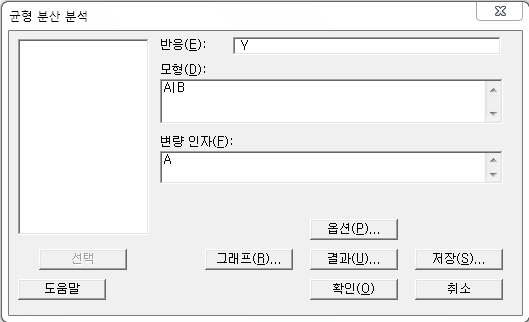 균형 분산 분석
반응(E): Y
모형(D):
A|B
변량 인자(F):
A
옵션(P)...
선택 그래프(R)... 결과(U)... 저장(S)...
도움말 확인(O) 취소